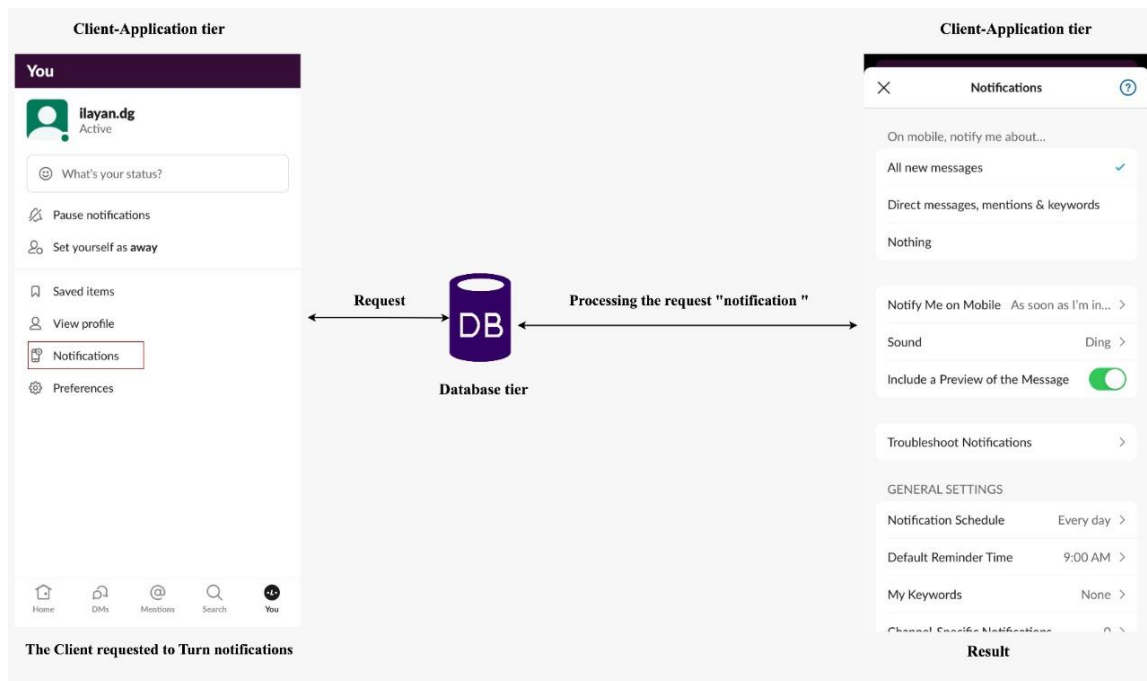 Client-Application tier
You
ilayan.dg
Active
What's your status?
Pause notifications
Set yourself as away
Saved items
View profile
Notifications
Preferences
Home DMs Mentions Search You
The Client requested to Turn notifications
Request
DB
Database tier
Processing the request "notification "
Client-Application tier
Notifications
On mobile, notify me about...
All new messages
Direct messages, mentions & keywords
Nothing
Notify Me on Mobile As soon as I'm in...
Sound Ding
Include a Preview of the Message
Troubleshoot Notifications
GENERAL SETTINGS
Notification Schedule Every day
Default Reminder Time 9:00 AM
My Keywords None
Channel-Specific Notifications
Result